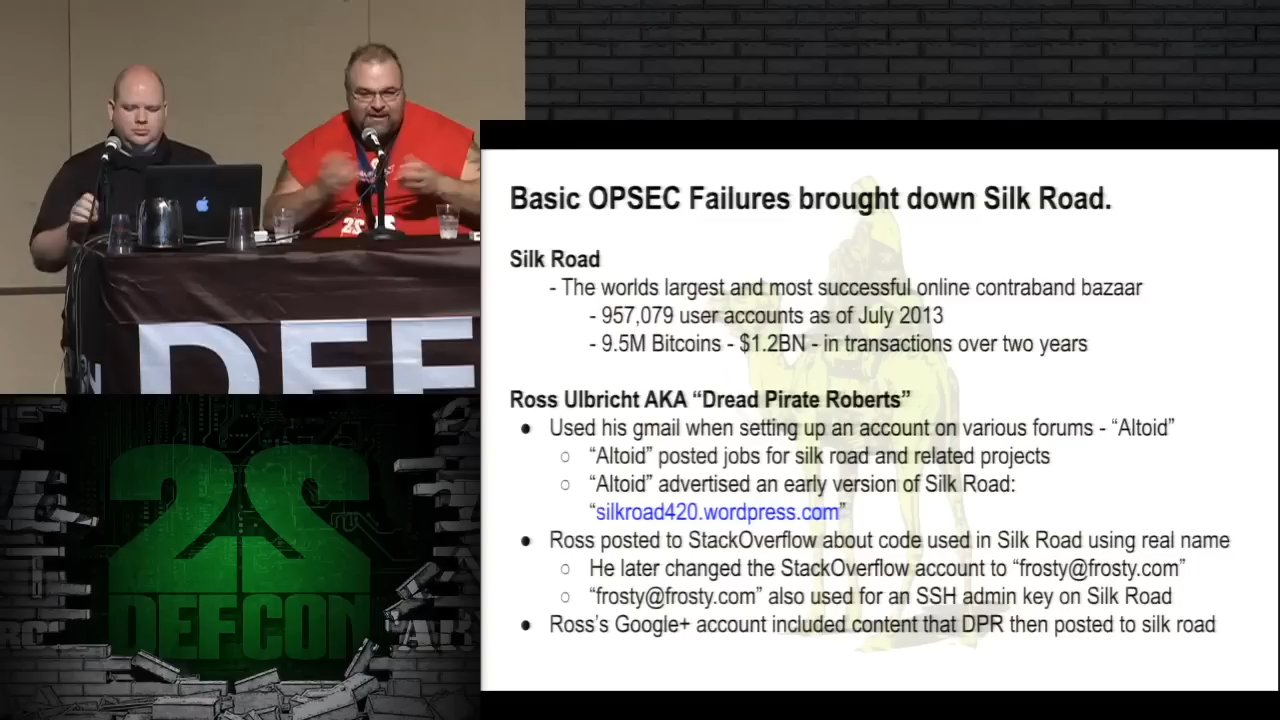 Basic OPSEC Failures brought down Silk Road.
Silk Road
- The worlds largest and most successful online contraband bazaar
- 957,079 user accounts as of July 2013
- 9.5M Bitcoins - $1.2BN - in transactions over two years
Ross Ulbricht AKA “Dread Pirate Roberts”
● Used his gmail when setting up an account on various forums - “Altoid”
○ “Altoid” posted jobs for silk road and related projects
○ “Altoid” advertised an early version of Silk Road:
“silkroad420.wordpress.com”
● Ross posted to StackOverflow about code used in Silk Road using real name
○ He later changed the StackOverflow account to “frosty@frosty.com”
○ “frosty@frosty.com” also used for an SSH admin key on Silk Road
● Ross’s Google+ account included content that DPR then posted to silk road
DEF
22
DEFCON